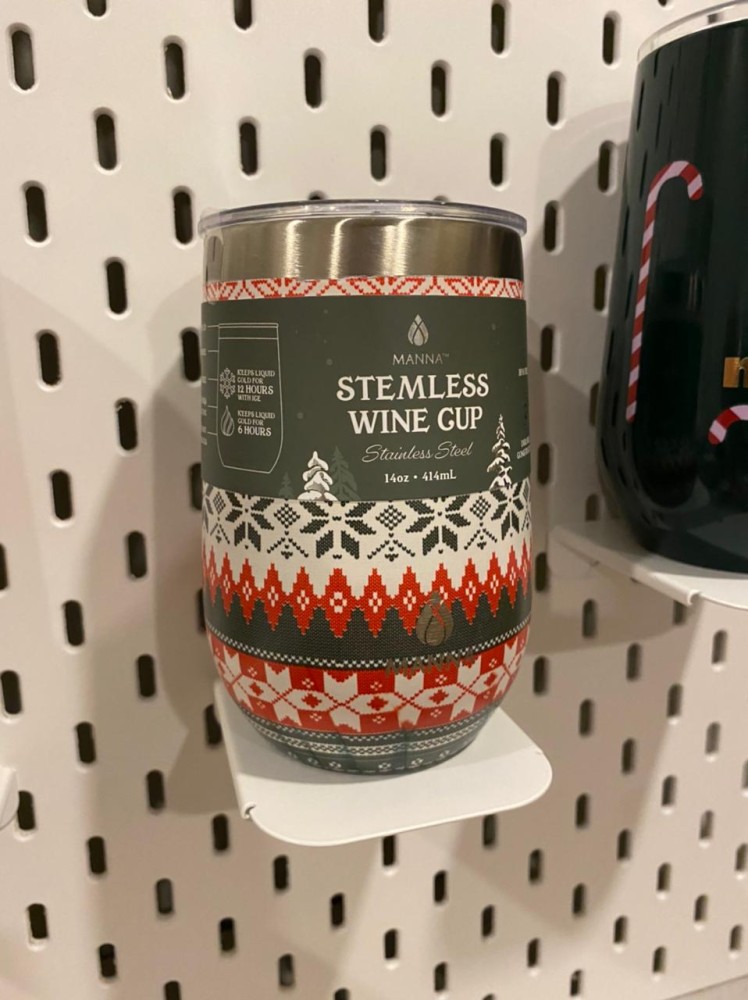 MANNA™
STEMLESS
WINE CUP
Stainless Steel
14oz • 414mL
KEEPS LIQUID
COLD FOR
12 HOURS
WITH ICE
KEEPS LIQUID
COLD FOR
6 HOURS
MANNA